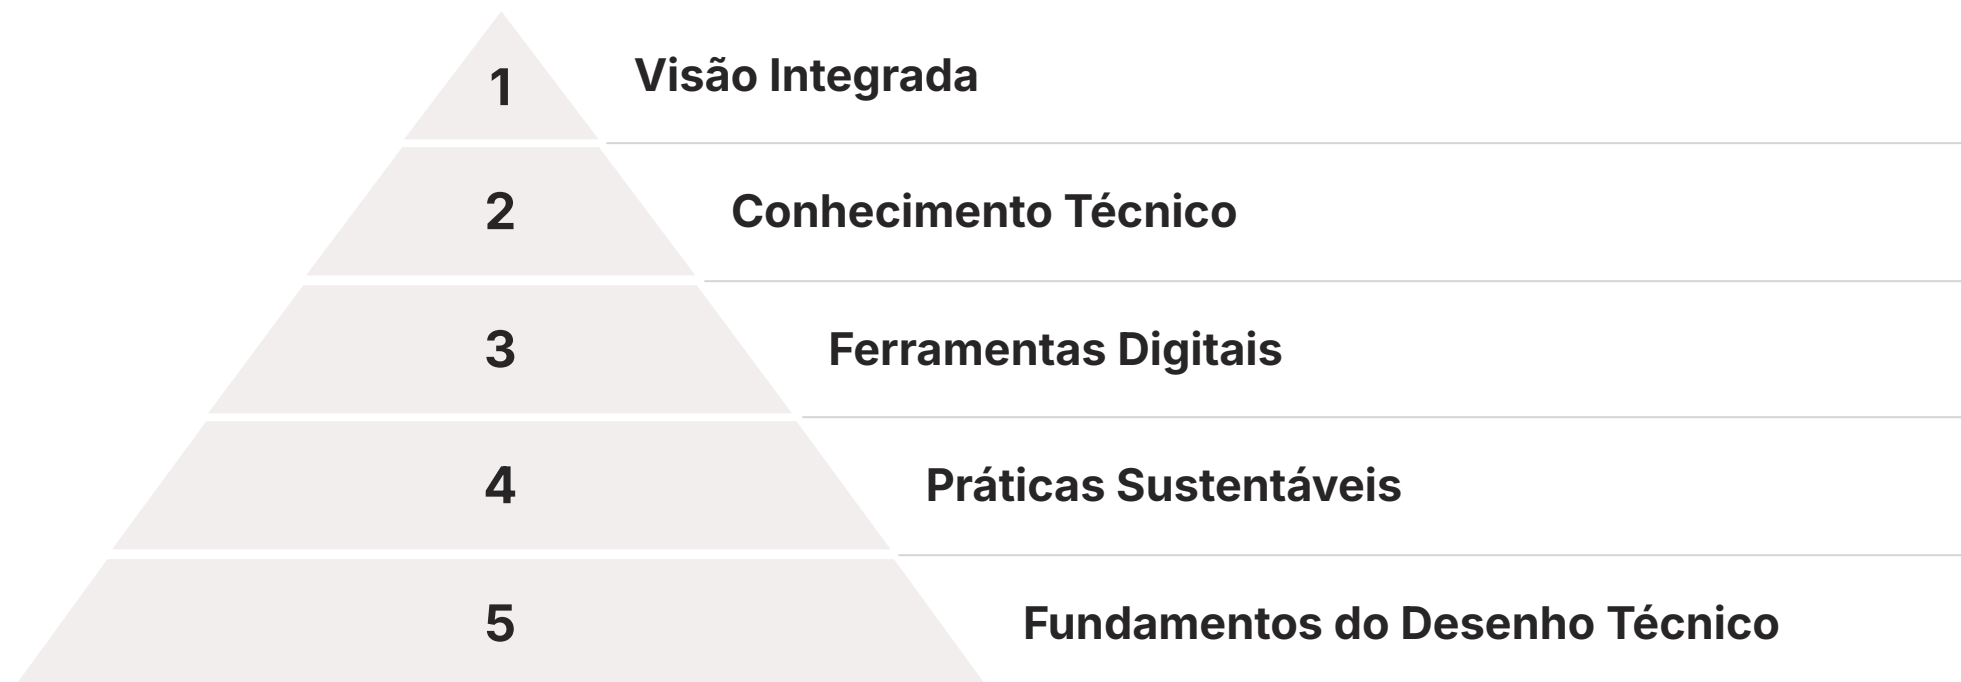 1
Visão Integrada
2
Conhecimento Técnico
3
Ferramentas Digitais
4
Práticas Sustentáveis
5
Fundamentos do Desenho Técnico